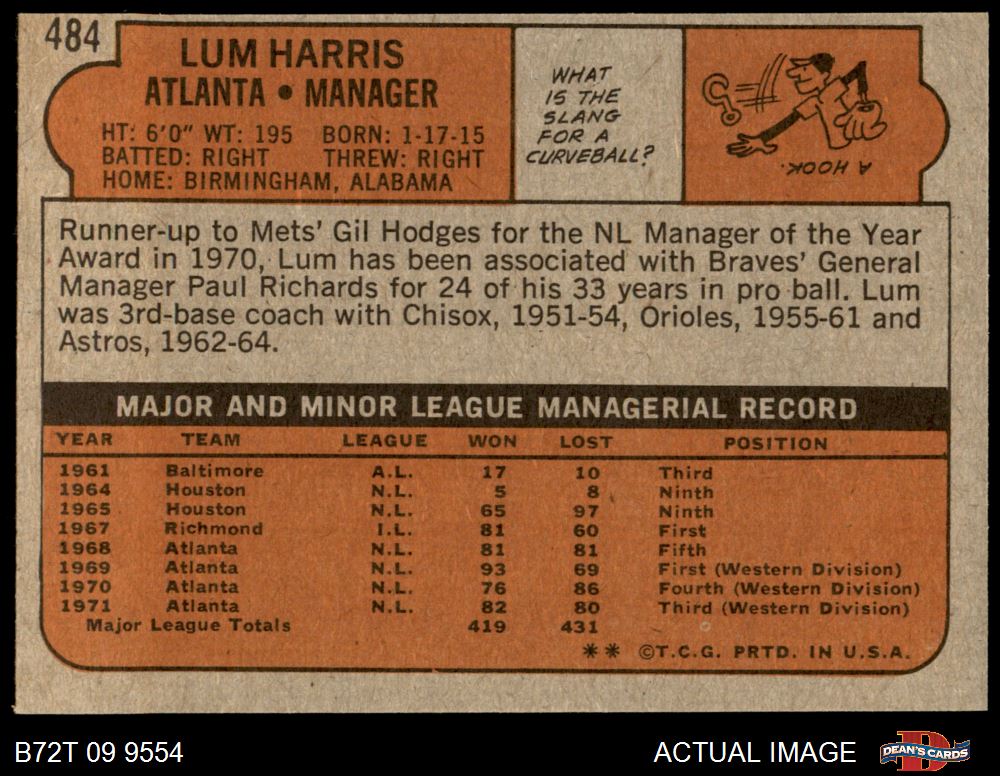 484
LUM HARRIS
ATLANTA • MANAGER
HT: 6'0" WT: 195 BORN: 1-17-15
BATTED: RIGHT THREW: RIGHT
HOME: BIRMINGHAM, ALABAMA
WHAT
IS THE
SLANG
FOR A
CURVEBALL?
A HOOK.
Runner-up to Mets' Gil Hodges for the NL Manager of the Year
Award in 1970, Lum has been associated with Braves' General
Manager Paul Richards for 24 of his 33 years in pro ball. Lum
was 3rd-base coach with Chisox, 1951-54, Orioles, 1955-61 and
Astros, 1962-64.
MAJOR AND MINOR LEAGUE MANAGERIAL RECORD
YEAR TEAM LEAGUE WON LOST POSITION
1961 Baltimore A.L. 17 10 Third
1964 Houston N.L. 5 8 Ninth
1965 Houston N.L. 65 97 Ninth
1967 Richmond I.L. 81 60 First
1968 Atlanta N.L. 81 81 Fifth
1969 Atlanta N.L. 93 69 First (Western Division)
1970 Atlanta N.L. 76 86 Fourth (Western Division)
1971 Atlanta N.L. 82 80 Third (Western Division)
Major League Totals 419 431
** ©T.C.G. PRTD. IN U.S.A.
B72T 09 9554
ACTUAL IMAGE
DEAN'S CARDS